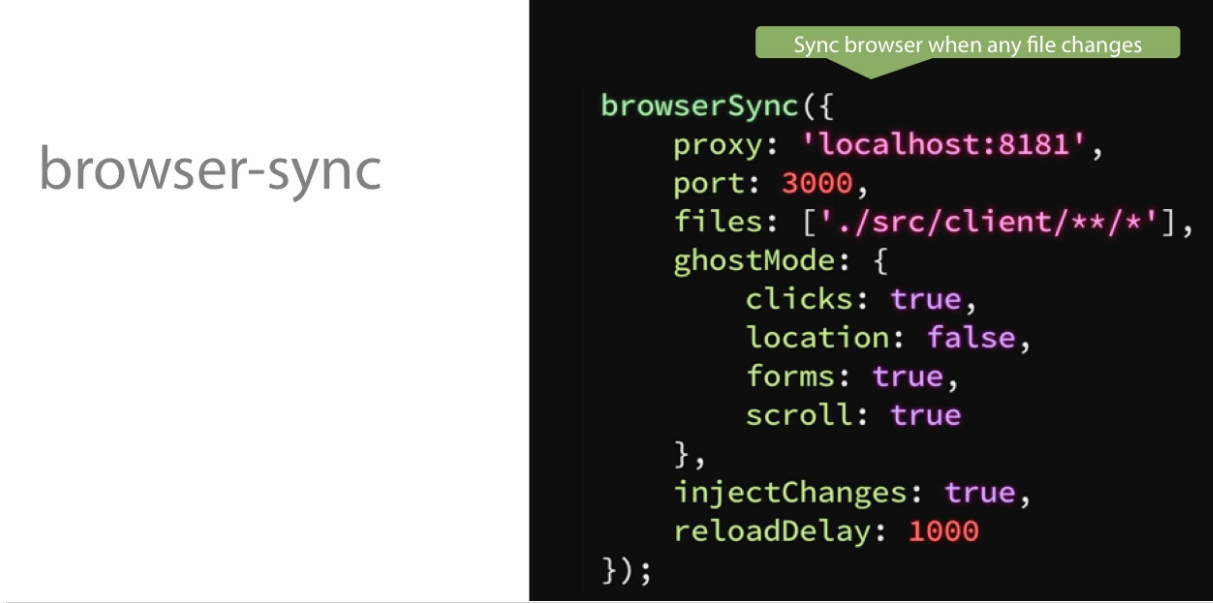 browser-sync
Sync browser when any file changes
browserSync({
    proxy: 'localhost:8181',
    port: 3000,
    files: ['./src/client/**/*'],
    ghostMode: {
        clicks: true,
        location: false,
        forms: true,
        scroll: true
    },
    injectChanges: true,
    reloadDelay: 1000
});